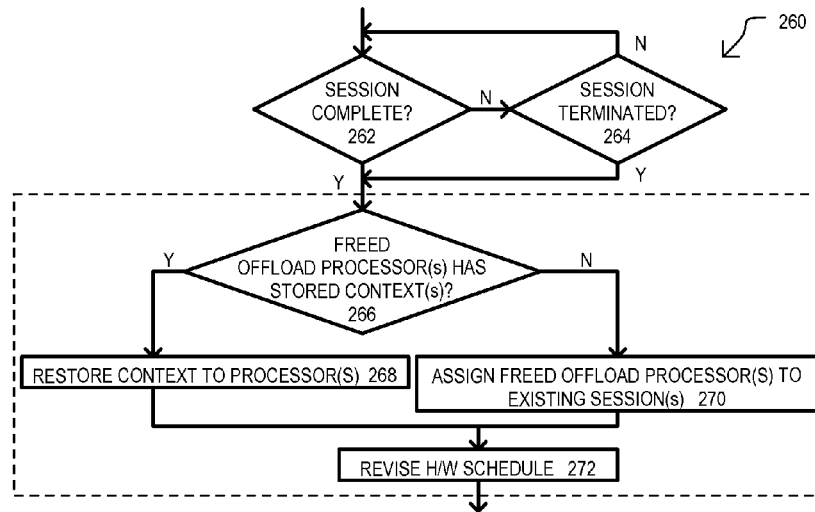 260
N
SESSION
COMPLETE?
262
N
SESSION
TERMINATED?
264
Y
Y
FREED
OFFLOAD PROCESSOR(s) HAS
STORED CONTEXT(s)?
266
Y
N
RESTORE CONTEXT TO PROCESSOR(S) 268
ASSIGN FREED OFFLOAD PROCESSOR(S) TO
EXISTING SESSION(s) 270
REVISE H/W SCHEDULE 272